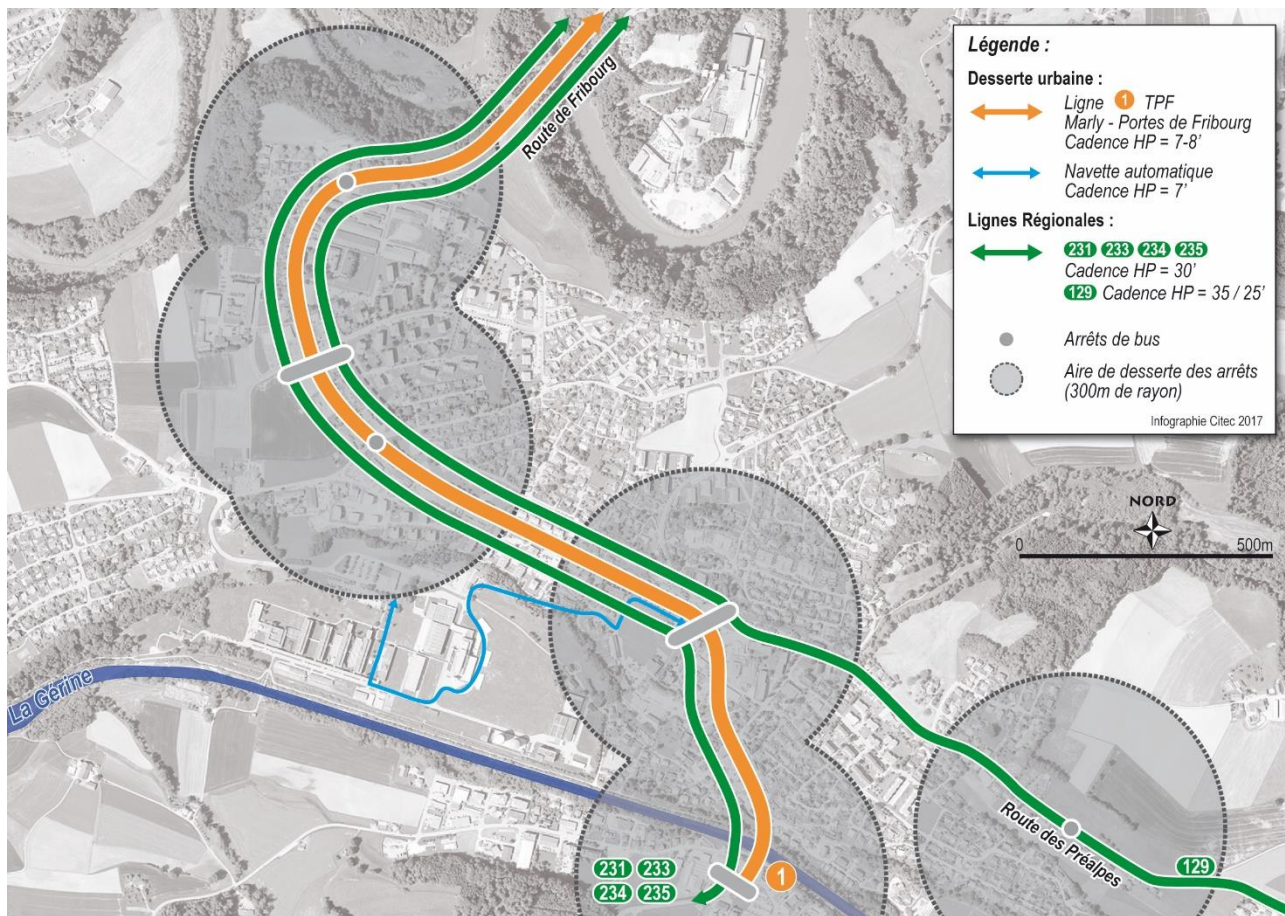 Route de Fribourg
Légende :
Desserte urbaine :
Ligne 1 TPF
Marly - Portes de Fribourg
Cadence HP = 7-8'
Navette automatique
Cadence HP = 7'
Lignes Régionales :
231 233 234 235
Cadence HP = 30'
129 Cadence HP = 35 / 25'
Arrêts de bus
Aire de desserte des arrêts
(300m de rayon)
Infographie Citec 2017
NORD
0 500m
La Gérine
Route des Préalpes
129
231 233
234 235
1